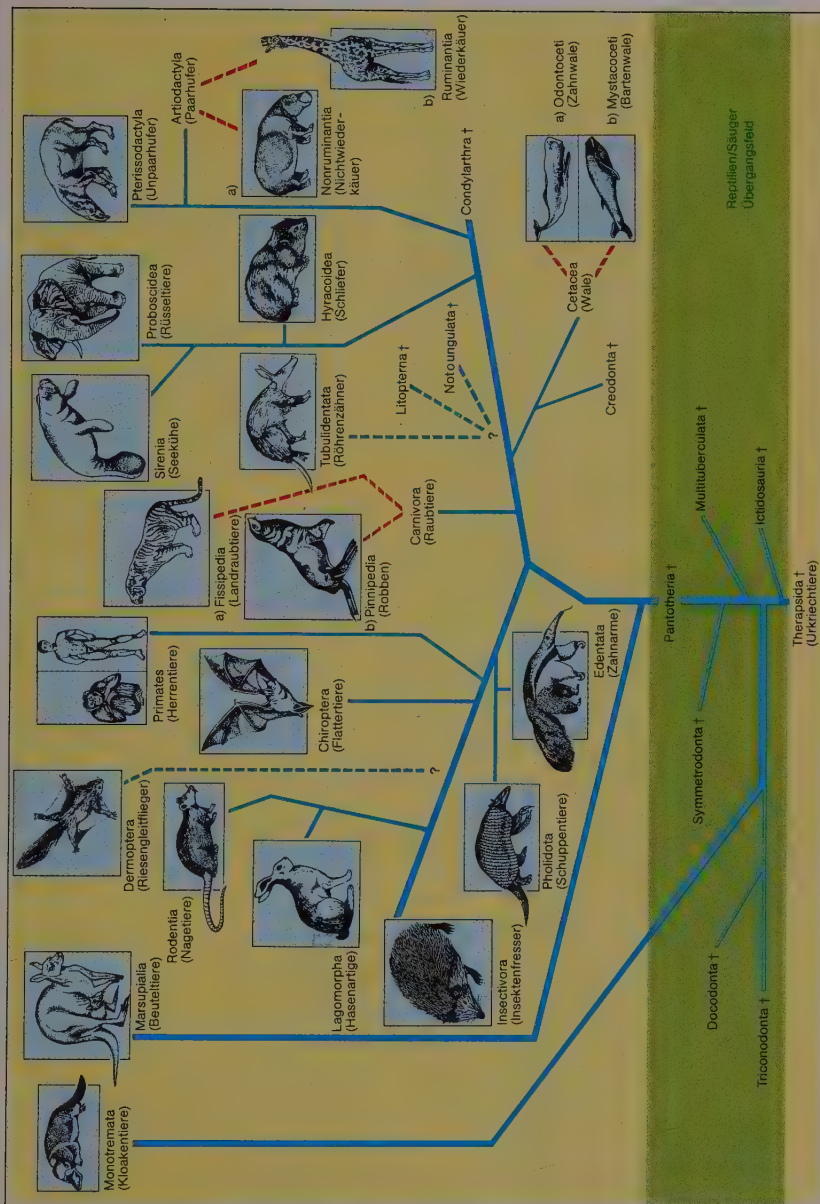 Monotremata
(Kloakentiere)
Marsupialia
(Beuteltiere)
Dermoptera
(Riesengleitflieger)
Rodentia
(Nagetiere)
Lagomorpha
(Hasenartige)
Insectivora
(Insektenfresser)
Primates
(Herrentiere)
Chiroptera
(Flattertiere)
?
Pholidota
(Schuppentiere)
Edentata
(Zahnarme)
a) Fissipedia
(Landraubtiere)
b) Pinnipedia
(Robben)
Carnivora
(Raubtiere)
Sirenia
(Seekühe)
Proboscidea
(Rüsseltiere)
Hyracoidea
(Schliefer)
Tubulidentata
(Röhrenzähner)
Litopterna †
Notoungulata †
?
Pterissodactyla
(Unpaarhufer)
Artiodactyla
(Paarhufer)
a)
Nonruminantia
(Nichtwieder-
käuer)
b)
Ruminantia
(Wiederkäuer)
Condylarthra †
Cetacea
(Wale)
Creodonta †
a) Odontoceti
(Zahnwale)
b) Mystacoceti
(Bartenwale)
Reptilien/Säuger
Übergangsfeld
Pantotheria †
Multituberculata †
Symmetrodonta †
Ictidosauria †
Docodonta †
Triconodonta †
Therapsida †
(Urkriechtiere)